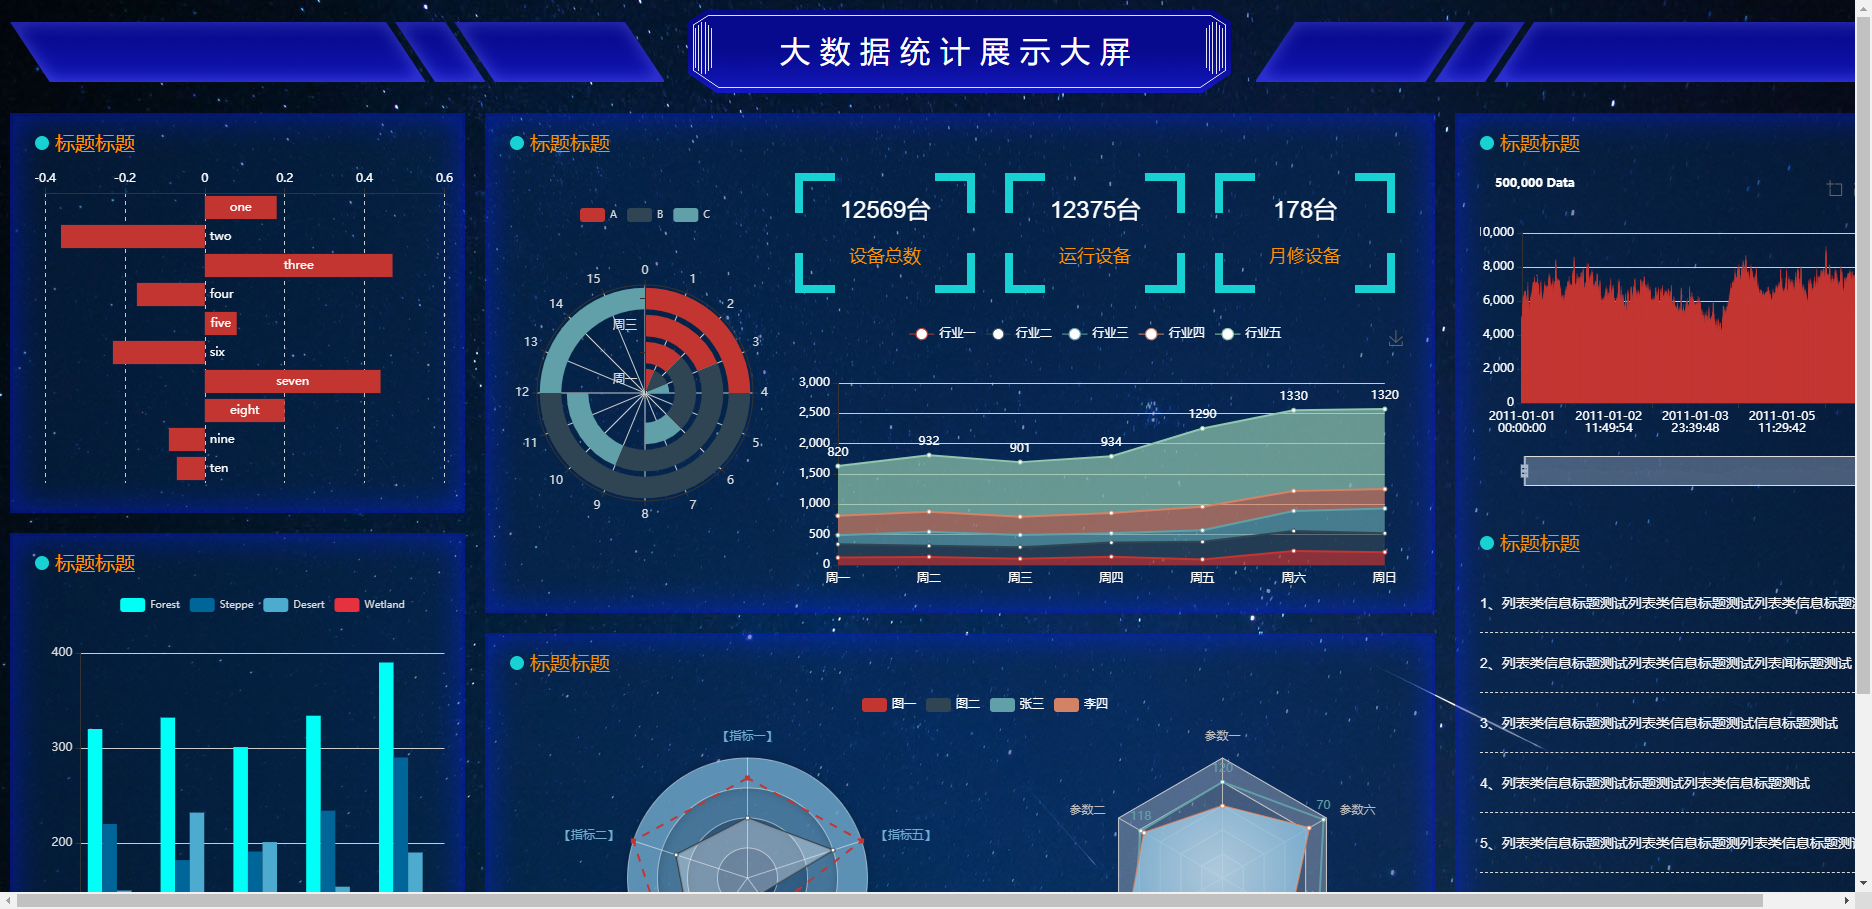 大数据统计展示大屏
标题标题
-0.4 -0.2 0 0.2 0.4 0.6
one
two
three
four
five
six
seven
eight
nine
ten
标题标题
Forest Steppe Desert Wetland
400
300
200
标题标题
A B C
0
1
2
3
4
5
6
7
8
9
10
11
12
13
14
15
周三
周一
12569台
设备总数
12375台
运行设备
178台
月修设备
行业一 行业二 行业三 行业四 行业五
3,000
2,500
2,000
1,500
1,000
500
0
820 932 901 934 1290 1330 1320
周一 周二 周三 周四 周五 周六 周日
标题标题
图一 图二 张三 李四
【指标一】
【指标二】
【指标五】
参数一
参数二
参数六
120
118
70
标题标题
500,000 Data
10,000
8,000
6,000
4,000
2,000
0
2011-01-01 2011-01-02 2011-01-03 2011-01-05
00:00:00 11:49:54 23:39:48 11:29:42
标题标题
1、列表类信息标题测试列表类信息标题测试列表类信息标题
2、列表类信息标题测试列表类信息标题测试列表闻标题测试
3、列表类信息标题测试列表类信息标题测试信息标题测试
4、列表类信息标题测试标题测试列表类信息标题测试
5、列表类信息标题测试列表类信息标题测列表类信息标题测